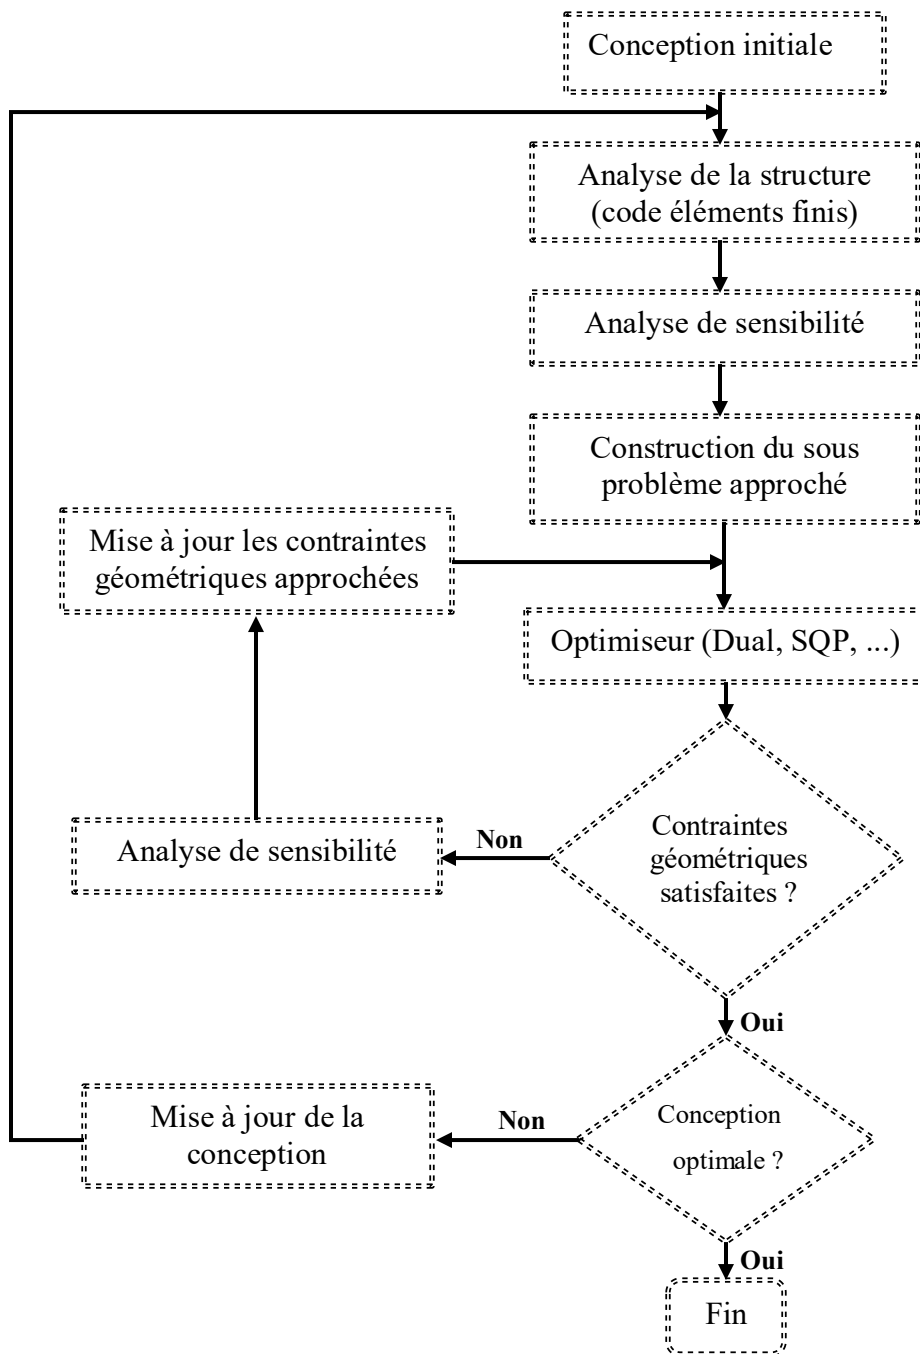 Conception initiale
Analyse de la structure
(code éléments finis)
Analyse de sensibilité
Construction du sous
problème approché
Mise à jour les contraintes
géométriques approchées
Optimiseur (Dual, SQP, ...)
Contraintes
géométriques
satisfaites ?
Non
Analyse de sensibilité
Oui
Conception
optimale ?
Non
Mise à jour de la
conception
Oui
Fin